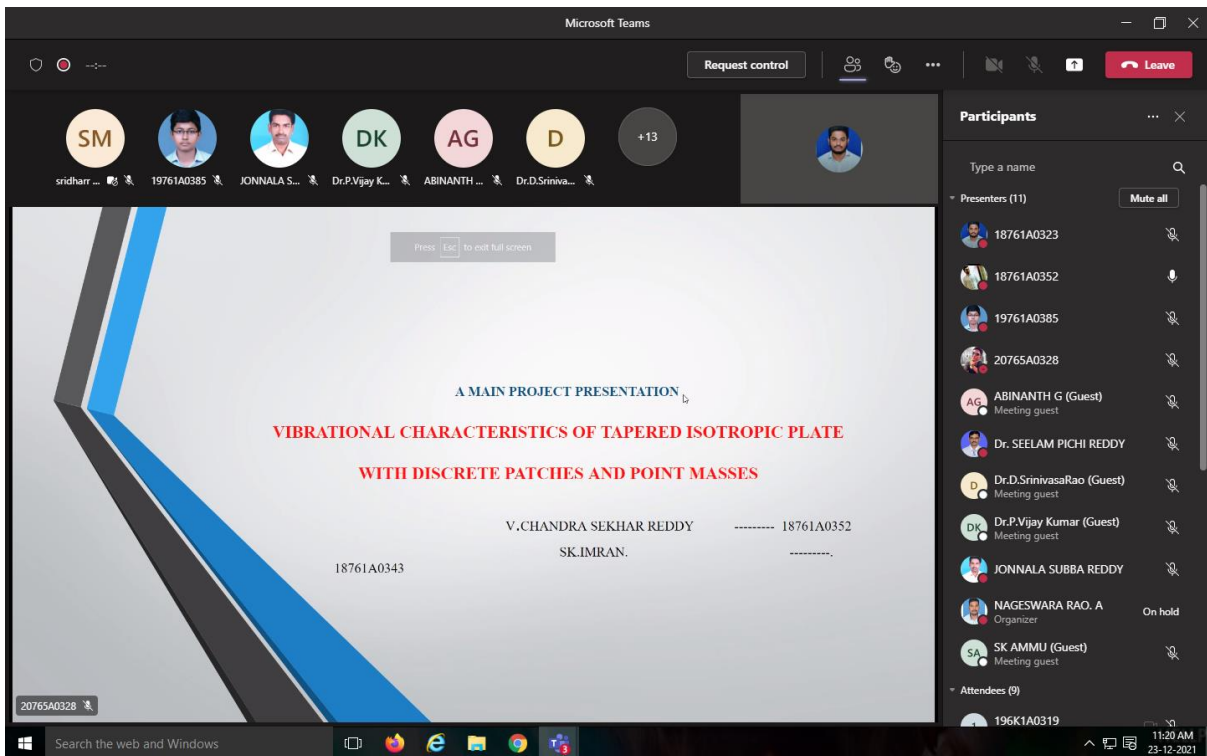 Microsoft Teams
--:--
Request control
Leave
SM
DK
AG
D
+13
sridharr ...
19761A0385
JONNALA S...
Dr.P.Vijay K...
ABINANTH ...
Dr.D.Sriniva...
Press Esc to exit full screen
A MAIN PROJECT PRESENTATION
VIBRATIONAL CHARACTERISTICS OF TAPERED ISOTROPIC PLATE
WITH DISCRETE PATCHES AND POINT MASSES
V.CHANDRA SEKHAR REDDY --------- 18761A0352
SK.IMRAN. ---------.
18761A0343
20765A0328
Participants
Type a name
Presenters (11)
Mute all
18761A0323
18761A0352
19761A0385
20765A0328
AG
ABINANTH G (Guest)
Meeting guest
Dr. SEELAM PICHI REDDY
D
Dr.D.SrinivasaRao (Guest)
Meeting guest
DK
Dr.P.Vijay Kumar (Guest)
Meeting guest
JONNALA SUBBA REDDY
NAGESWARA RAO. A
On hold
Organizer
SA
SK AMMU (Guest)
Meeting guest
Attendees (9)
1
196K1A0319
Search the web and Windows
11:20 AM
23-12-2021